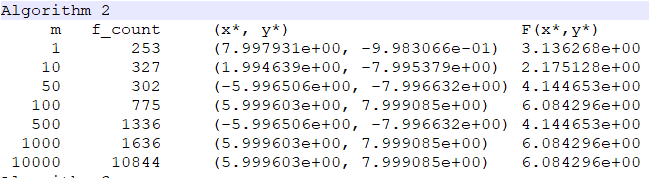 Algorithm 2
m f_count (x*, y*) F(x*,y*)
1 253 (7.997931e+00, -9.983066e-01) 3.136268e+00
10 327 (1.994639e+00, -7.995379e+00) 2.175128e+00
50 302 (-5.996506e+00, -7.996632e+00) 4.144653e+00
100 775 (5.999603e+00, 7.999085e+00) 6.084296e+00
500 1336 (-5.996506e+00, -7.996632e+00) 4.144653e+00
1000 1636 (5.999603e+00, 7.999085e+00) 6.084296e+00
10000 10844 (5.999603e+00, 7.999085e+00) 6.084296e+00